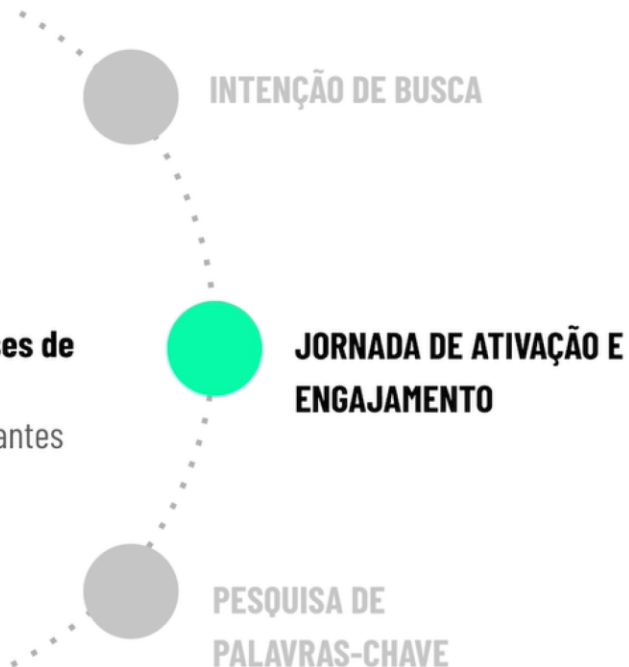 INTENÇÃO DE BUSCA
es de
JORNADA DE ATIVAÇÃO E
ENGAJAMENTO
antes
PESQUISA DE
PALAVRAS-CHAVE